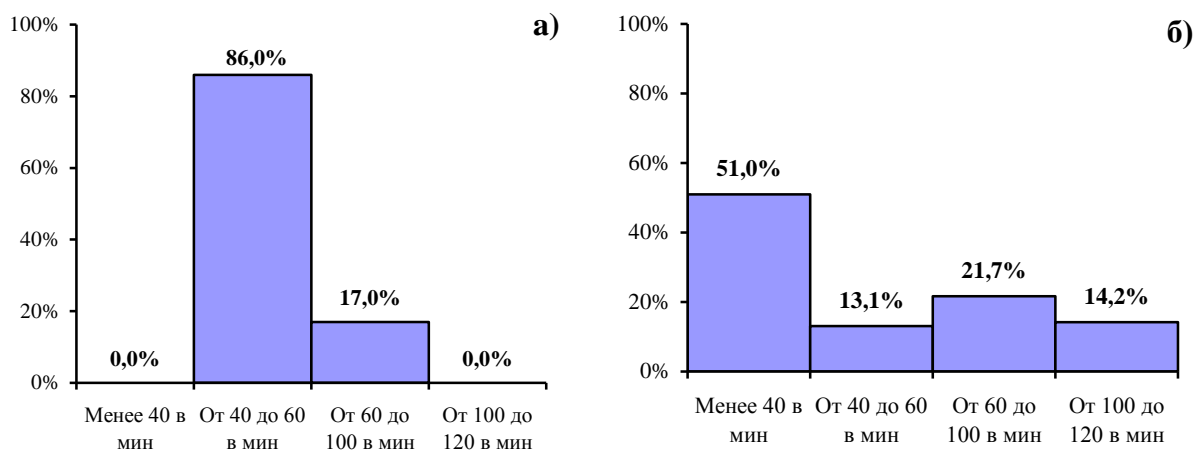 а)
100%
80%
60%
40%
20%
0%
0,0%
86,0%
17,0%
0,0%
Менее 40 в
мин
От 40 до 60
в мин
От 60 до
100 в мин
От 100 до
120 в мин
б)
100%
80%
60%
40%
20%
0%
51,0%
13,1%
21,7%
14,2%
Менее 40 в
мин
От 40 до 60
в мин
От 60 до
100 в мин
От 100 до
120 в мин